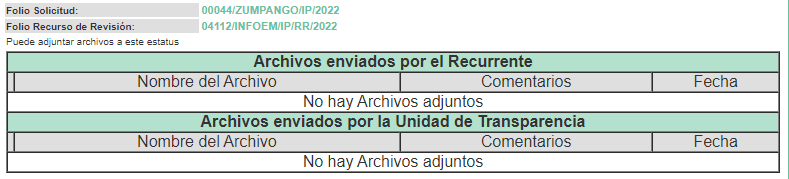 Folio Solicitud: 00044/ZUMPANGO/IP/2022
Folio Recurso de Revisión: 04112/INFOEM/IP/RR/2022
Puede adjuntar archivos a este estatus
Archivos enviados por el Recurrente
Nombre del Archivo Comentarios Fecha
No hay Archivos adjuntos
Archivos enviados por la Unidad de Transparencia
Nombre del Archivo Comentarios Fecha
No hay Archivos adjuntos